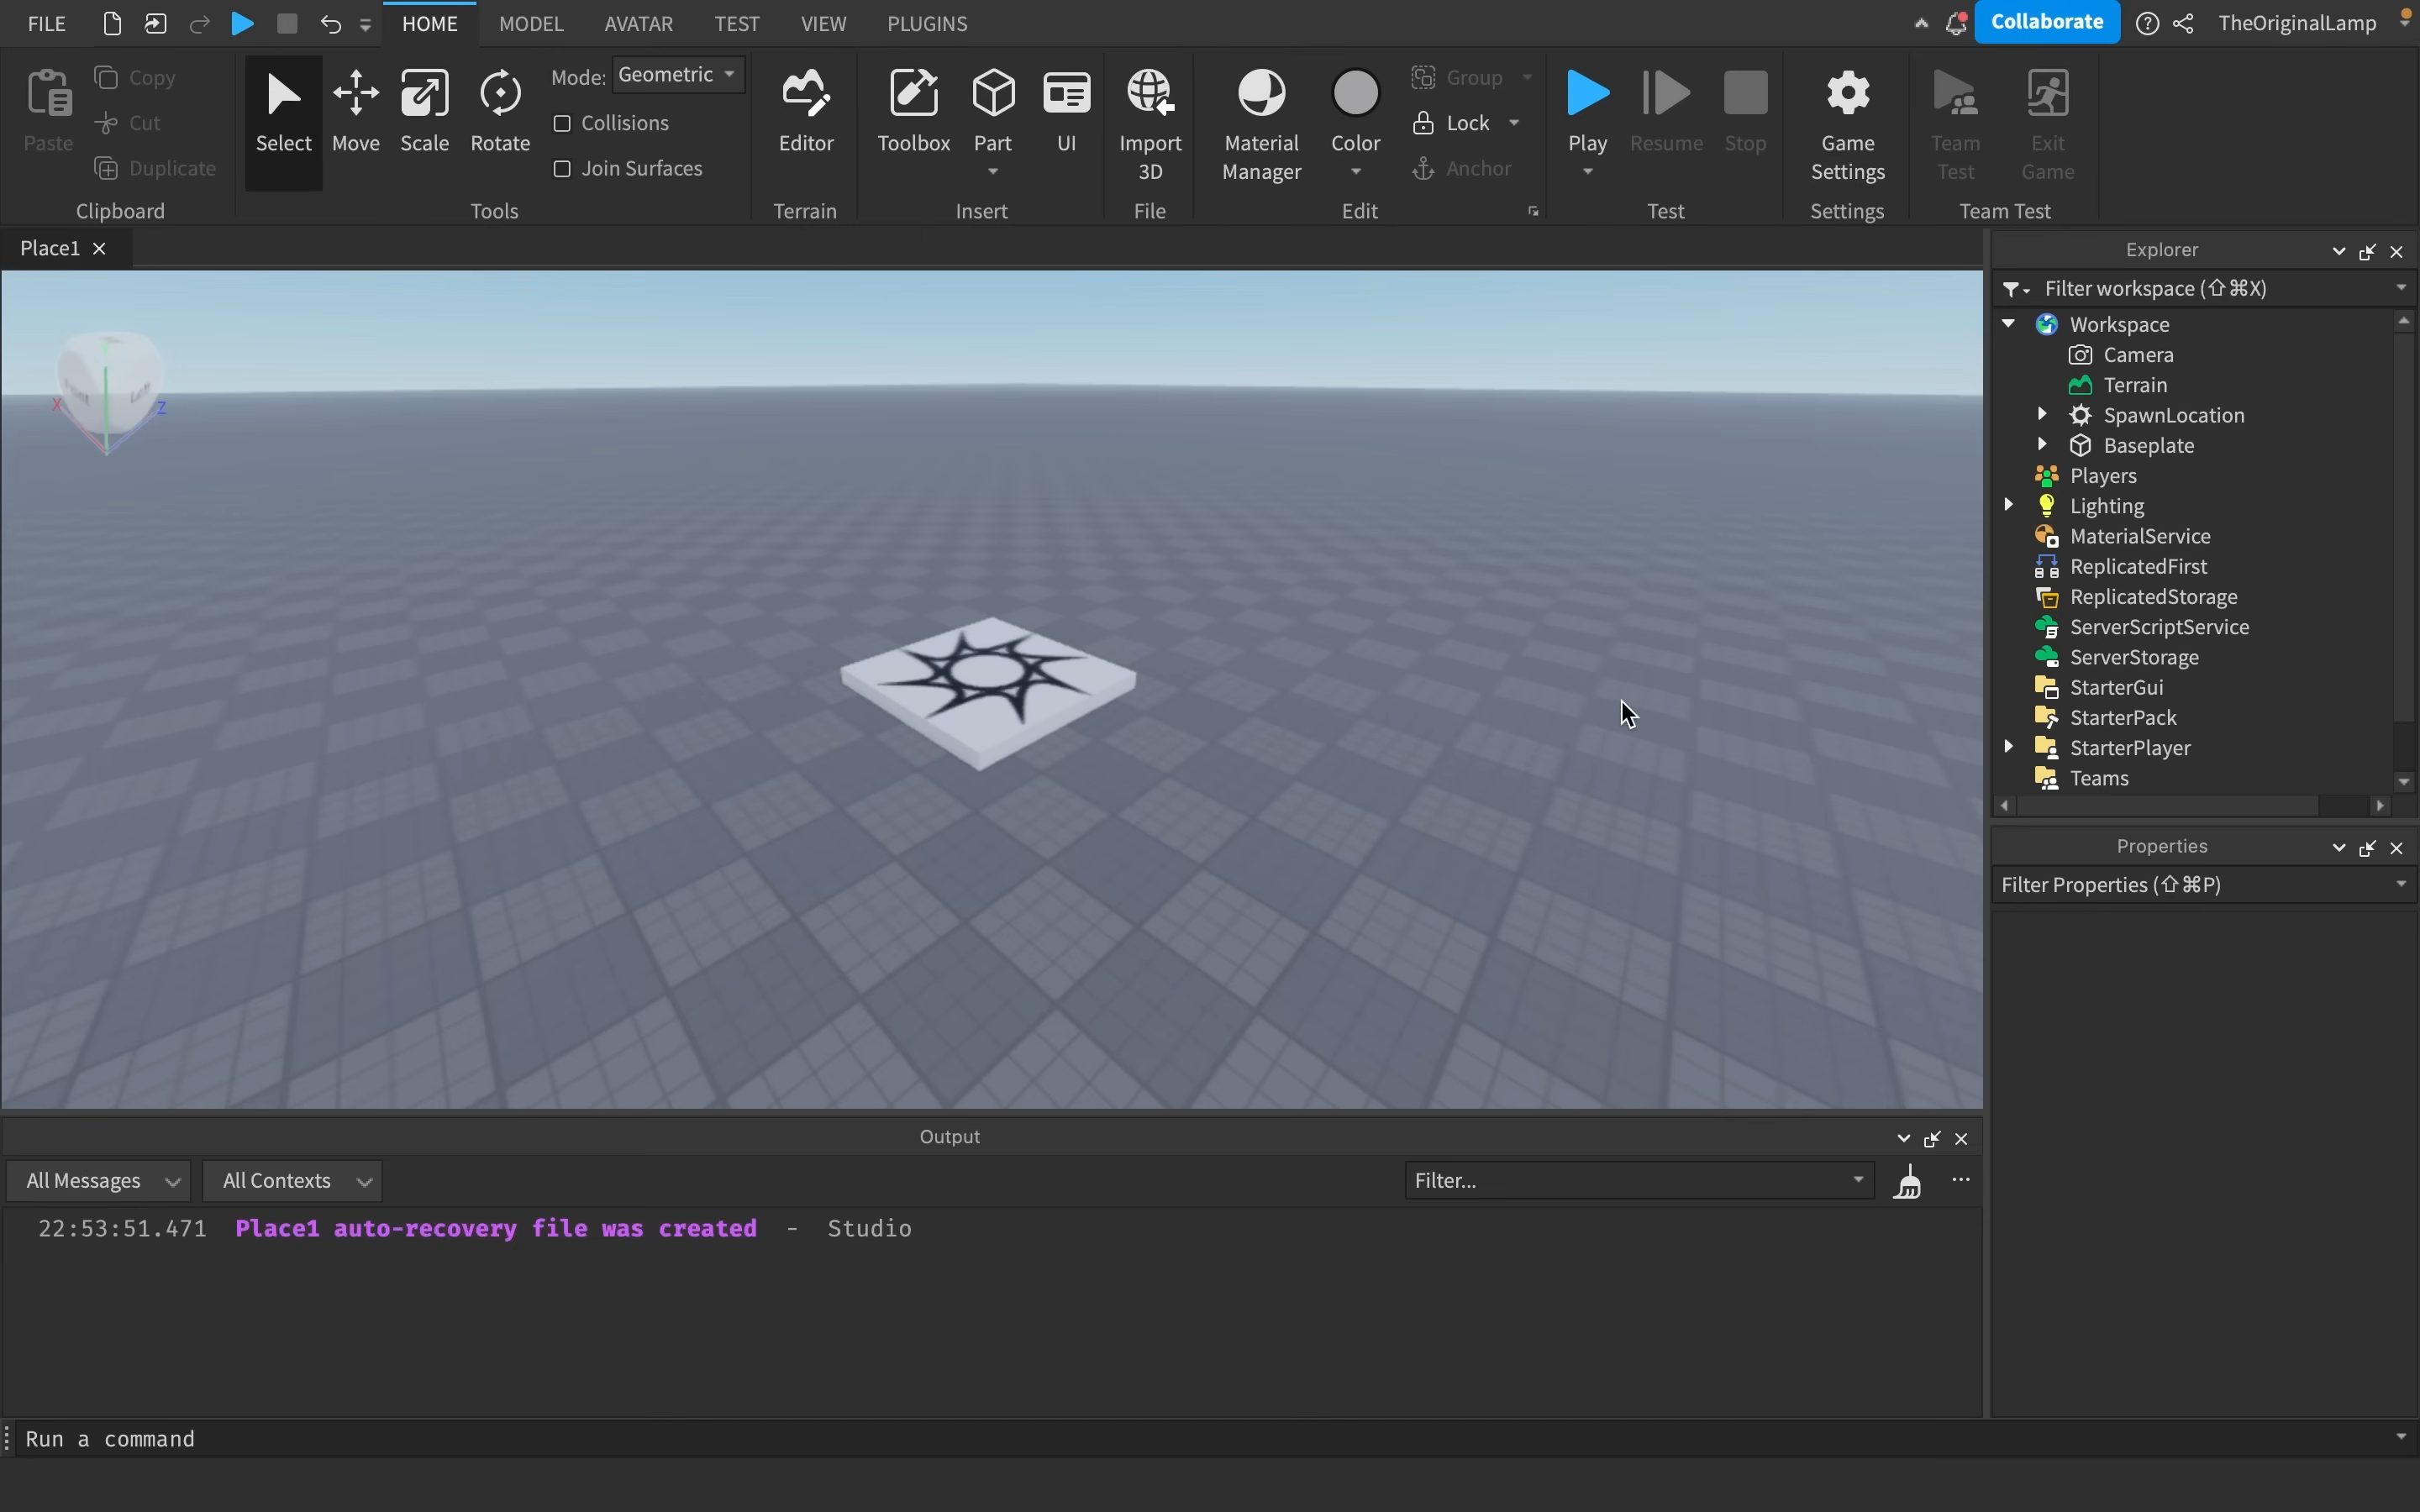 FILE HOME MODEL AVATAR TEST VIEW PLUGINS Collaborate TheOriginalLamp
Paste
Copy
Cut
Duplicate
Clipboard
Select
Move
Scale
Rotate
Mode: Geometric
Collisions
Join Surfaces
Tools
Editor
Terrain
Toolbox
Part
UI
Insert
Import
3D
File
Material
Manager
Color
Group
Lock
Anchor
Edit
Play
Resume
Stop
Test
Game
Settings
Settings
Team
Test
Exit
Game
Team Test
Place1
X
Z
Explorer
Filter workspace (⇧⌘X)
Workspace
Camera
Terrain
SpawnLocation
Baseplate
Players
Lighting
MaterialService
ReplicatedFirst
ReplicatedStorage
ServerScriptService
ServerStorage
StarterGui
StarterPack
StarterPlayer
Teams
Properties
Filter Properties (⇧⌘P)
Output
All Messages All Contexts Filter... ...
22:53:51.471 Place1 auto-recovery file was created - Studio
Run a command